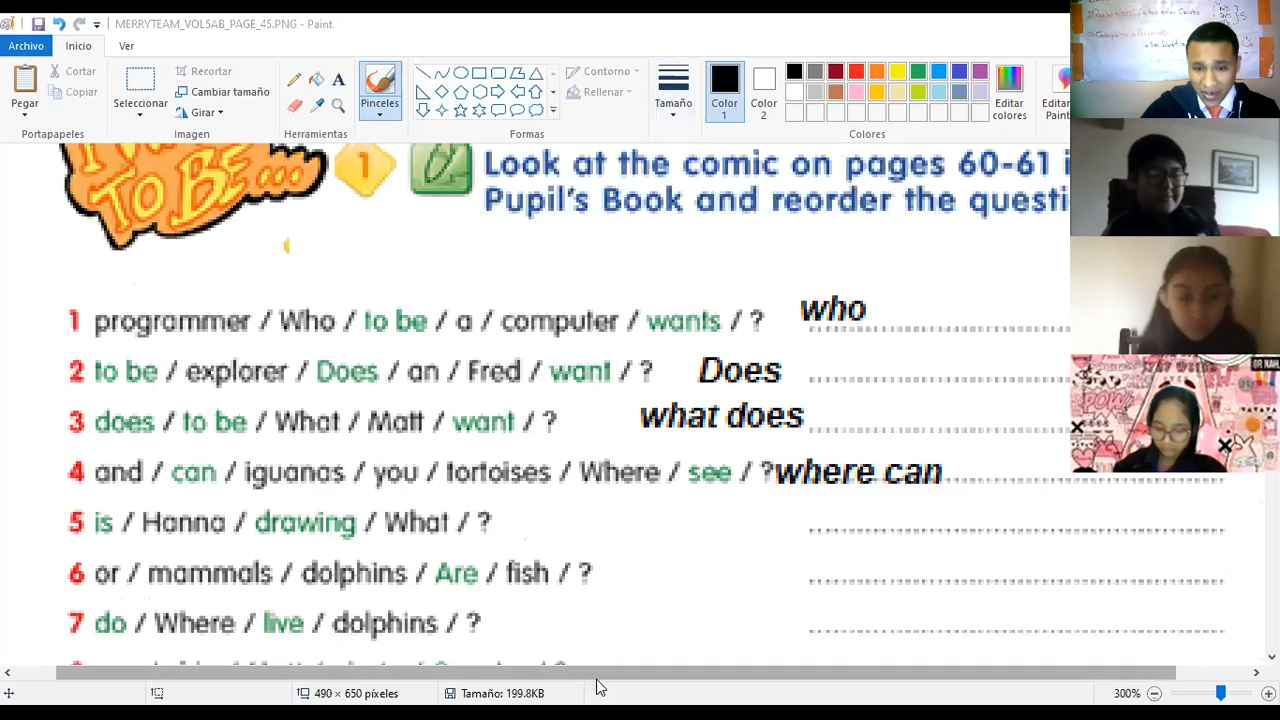 MERRYTEAM_VOL5AB_PAGE_45.PNG - Paint
Archivo Inicio Ver
Pegar
Cortar
Copiar
Portapapeles
Seleccionar
Recortar
Cambiar tamaño
Girar
Imagen
Herramientas
Pinceles
Contorno
Rellenar
Formas
Tamaño
Color 1
Color 2
Editar colores
Editar
Colores
TO BE...
1 Look at the comic on pages 60-61
Pupil's Book and reorder the questi
1 programmer / Who / to be / a / computer / wants / ? who
2 to be / explorer / Does / an / Fred / want / ? Does
3 does / to be / What / Matt / want / ? what does
4 and / can / iguanas / you / tortoises / Where / see / ? where can
5 is / Hanna / drawing / What / ?
6 or / mammals / dolphins / Are / fish / ?
7 do / Where / live / dolphins / ?
490 × 650 píxeles
300%